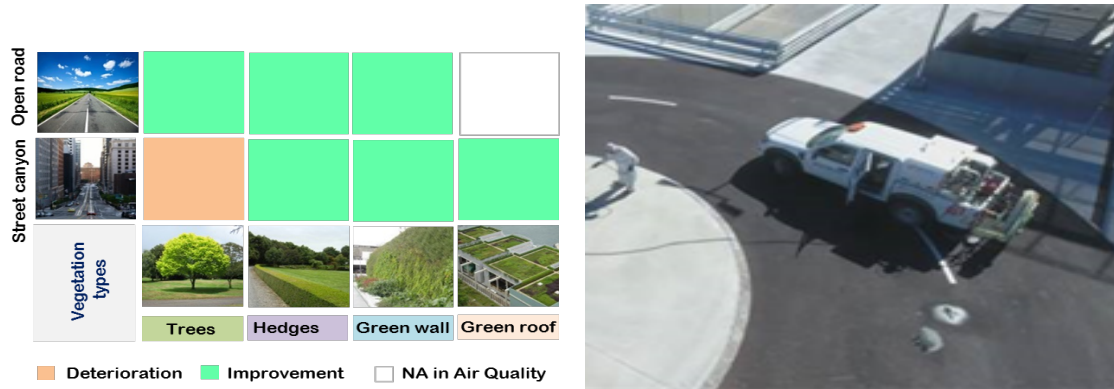 Open road
Street canyon
Vegetation
types
Trees
Hedges
Green wall
Green roof
Deterioration
Improvement
NA in Air Quality